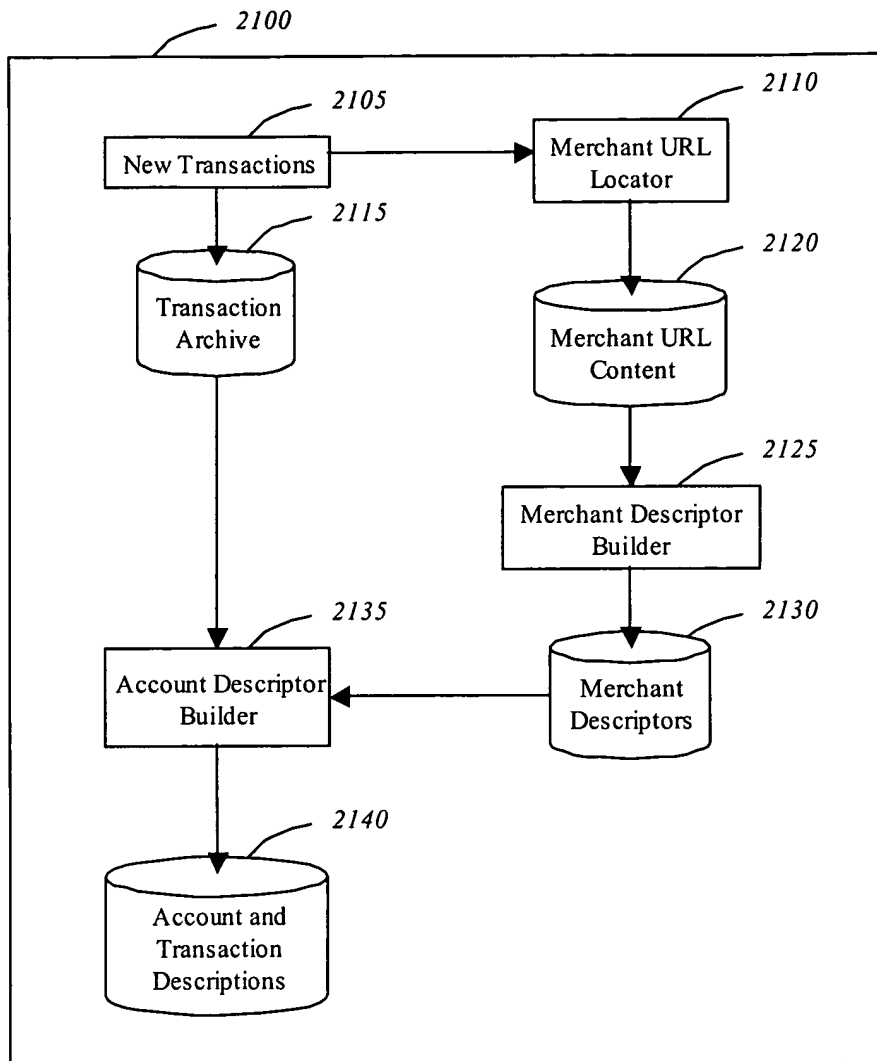 2100
2105
New Transactions
2110
Merchant URL
Locator
2115
Transaction
Archive
2120
Merchant URL
Content
2125
Merchant Descriptor
Builder
2135
Account Descriptor
Builder
2130
Merchant
Descriptors
2140
Account and
Transaction
Descriptions